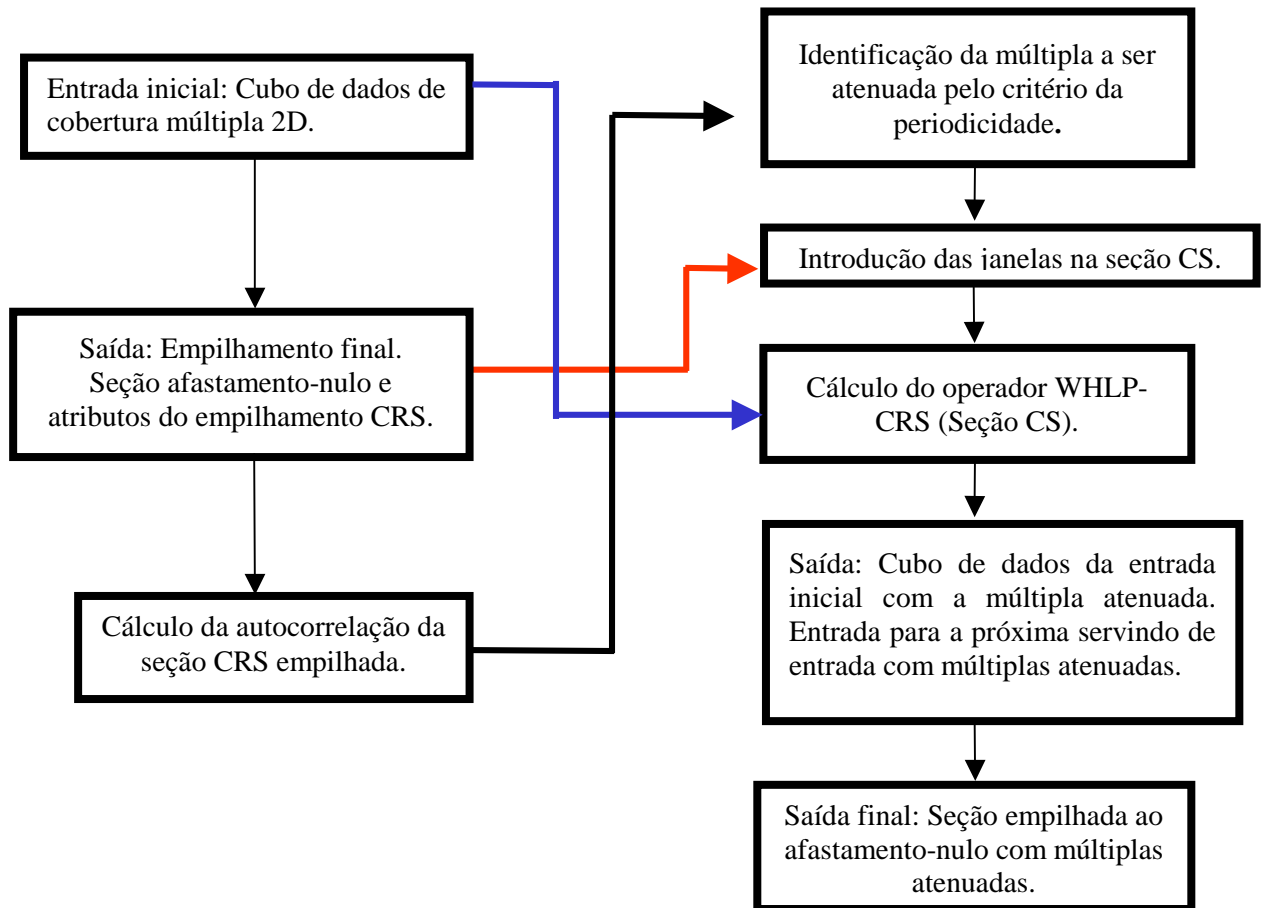 Entrada inicial: Cubo de dados de
cobertura múltipla 2D.
Saída: Empilhamento final.
Seção afastamento-nulo e
atributos do empilhamento CRS.
Cálculo da autocorrelação da
seção CRS empilhada.
Identificação da múltipla a ser
atenuada pelo critério da
periodicidade.
Introdução das janelas na seção CS.
Cálculo do operador WHLP-
CRS (Seção CS).
Saída: Cubo de dados da entrada
inicial com a múltipla atenuada.
Entrada para a próxima servindo de
entrada com múltiplas atenuadas.
Saída final: Seção empilhada ao
afastamento-nulo com múltiplas
atenuadas.